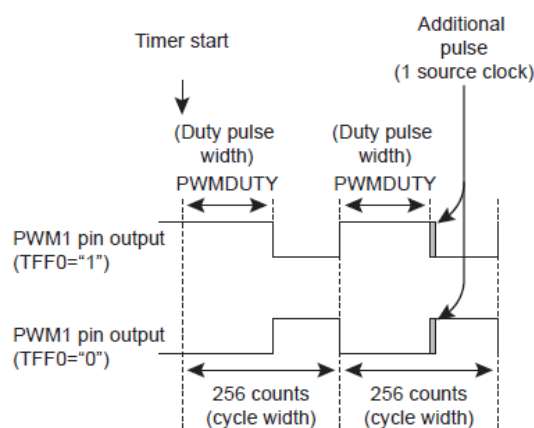 Timer start
Additional
pulse
(1 source clock)
(Duty pulse
width)
PWMDUTY
(Duty pulse
width)
PWMDUTY
PWM1 pin output
(TFF0=“1”)
PWM1 pin output
(TFF0=“0”)
256 counts
(cycle width)
256 counts
(cycle width)